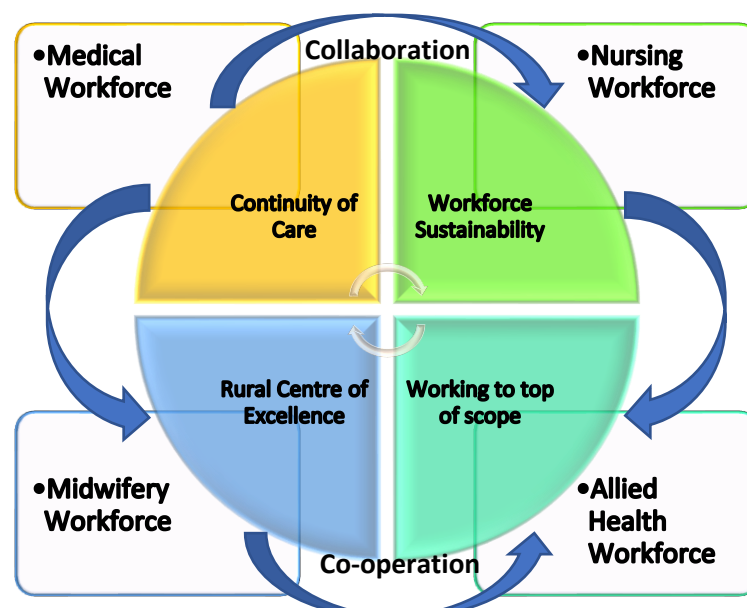 Collaboration
•Medical
Workforce
•Nursing
Workforce
Continuity of
Care
Workforce
Sustainability
Rural Centre of
Excellence
Working to top
of scope
•Midwifery
Workforce
•Allied
Health
Workforce
Co-operation